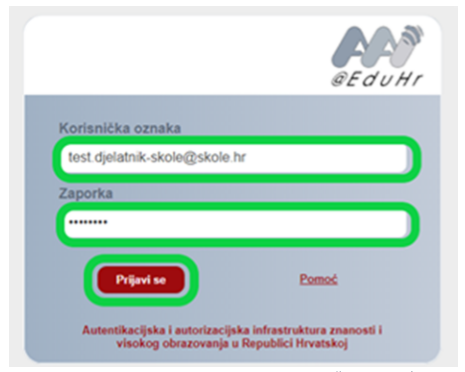 AAI
@EduHr
Korisnička oznaka
test.djelatnik-skole@skole.hr
Zaporka
••••••••
Prijavi se
Pomoć
Autentikacijska i autorizacijska infrastruktura znanosti i
visokog obrazovanja u Republici Hrvatskoj